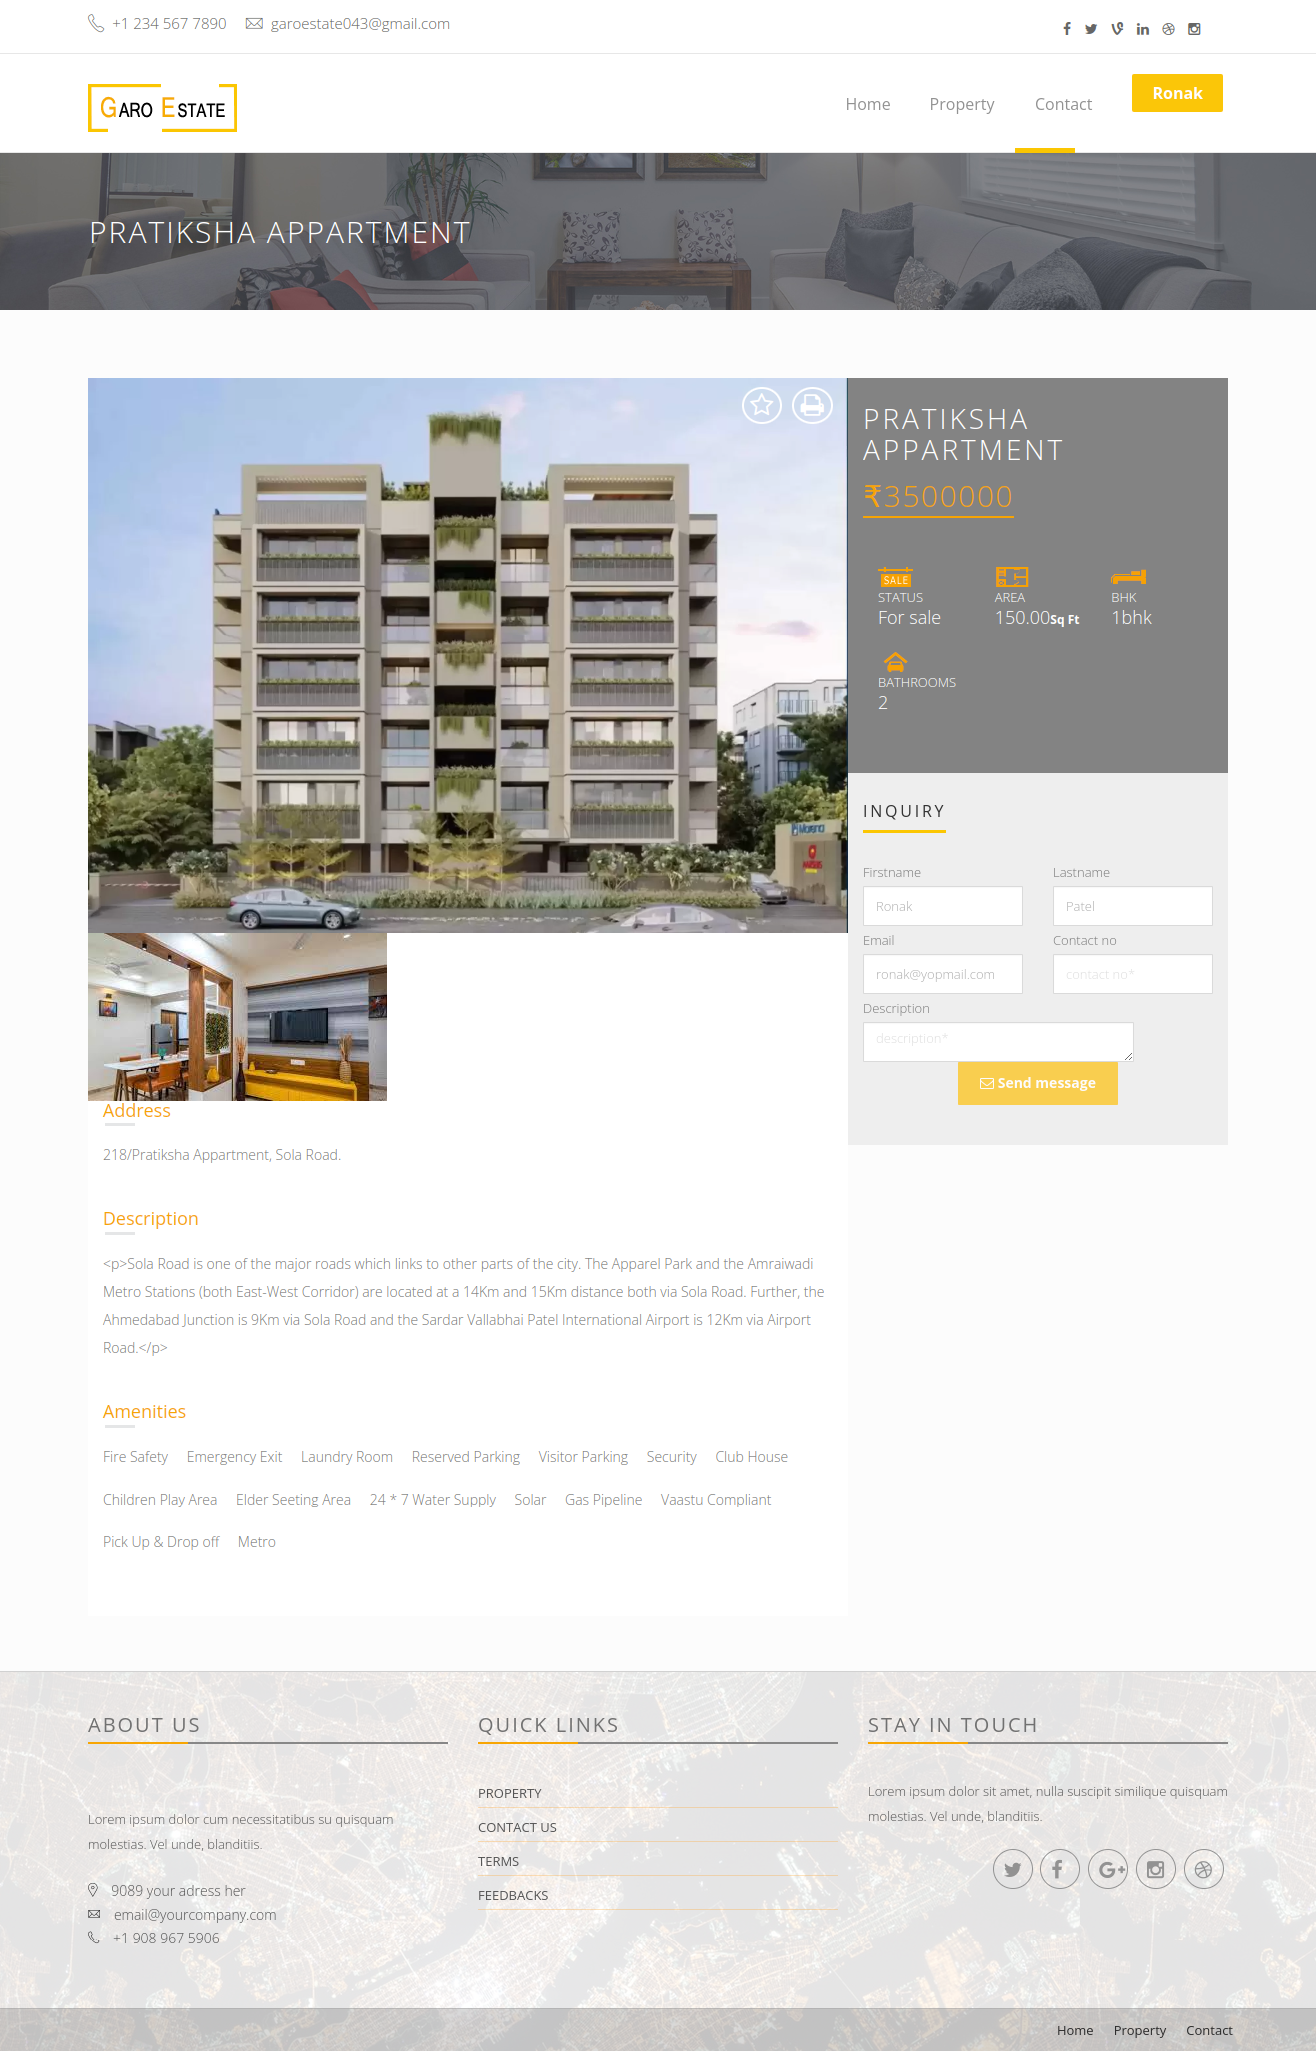 +1 234 567 7890 garoestate043@gmail.com
GARO ESTATE
Home Property Contact Ronak
PRATIKSHA APPARTMENT
PRATIKSHA
APPARTMENT
₹3500000
SALE
STATUS AREA BHK
For sale 150.00Sq Ft 1bhk
BATHROOMS
2
INQUIRY
Firstname Lastname
Ronak Patel
Email Contact no
ronak@yopmail.com contact no*
Description
description*
Send message
Address
218/Pratiksha Appartment, Sola Road.
Description
<p>Sola Road is one of the major roads which links to other parts of the city. The Apparel Park and the Amraiwadi
Metro Stations (both East-West Corridor) are located at a 14Km and 15Km distance both via Sola Road. Further, the
Ahmedabad Junction is 9Km via Sola Road and the Sardar Vallabhai Patel International Airport is 12Km via Airport
Road.</p>
Amenities
Fire Safety Emergency Exit Laundry Room Reserved Parking Visitor Parking Security Club House
Children Play Area Elder Seeting Area 24 * 7 Water Supply Solar Gas Pipeline Vaastu Compliant
Pick Up & Drop off Metro
ABOUT US
Lorem ipsum dolor cum necessitatibus su quisquam
molestias. Vel unde, blanditiis.
9089 your adress her
email@yourcompany.com
+1 908 967 5906
QUICK LINKS
PROPERTY
CONTACT US
TERMS
FEEDBACKS
STAY IN TOUCH
Lorem ipsum dolor sit amet, nulla suscipit similique quisquam
molestias. Vel unde, blanditiis.
Home Property Contact